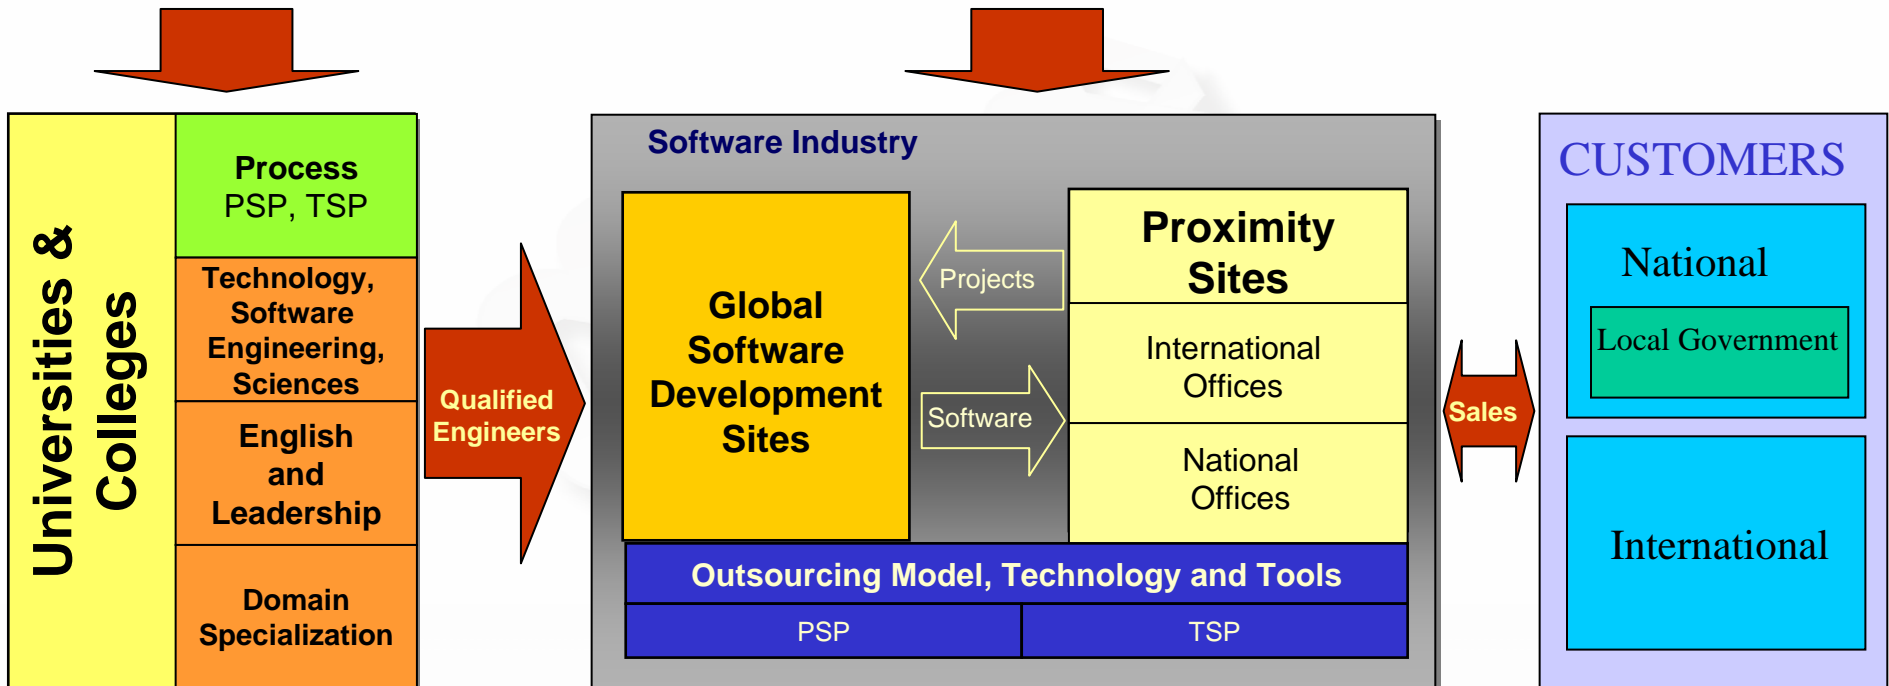 Universities &
Colleges
Process
PSP, TSP
Technology,
Software
Engineering,
Sciences
English
and
Leadership
Domain
Specialization
Qualified
Engineers
Software Industry
Global
Software
Development
Sites
Projects
Software
Proximity
Sites
International
Offices
National
Offices
Outsourcing Model, Technology and Tools
PSP
TSP
Sales
CUSTOMERS
National
Local Government
International